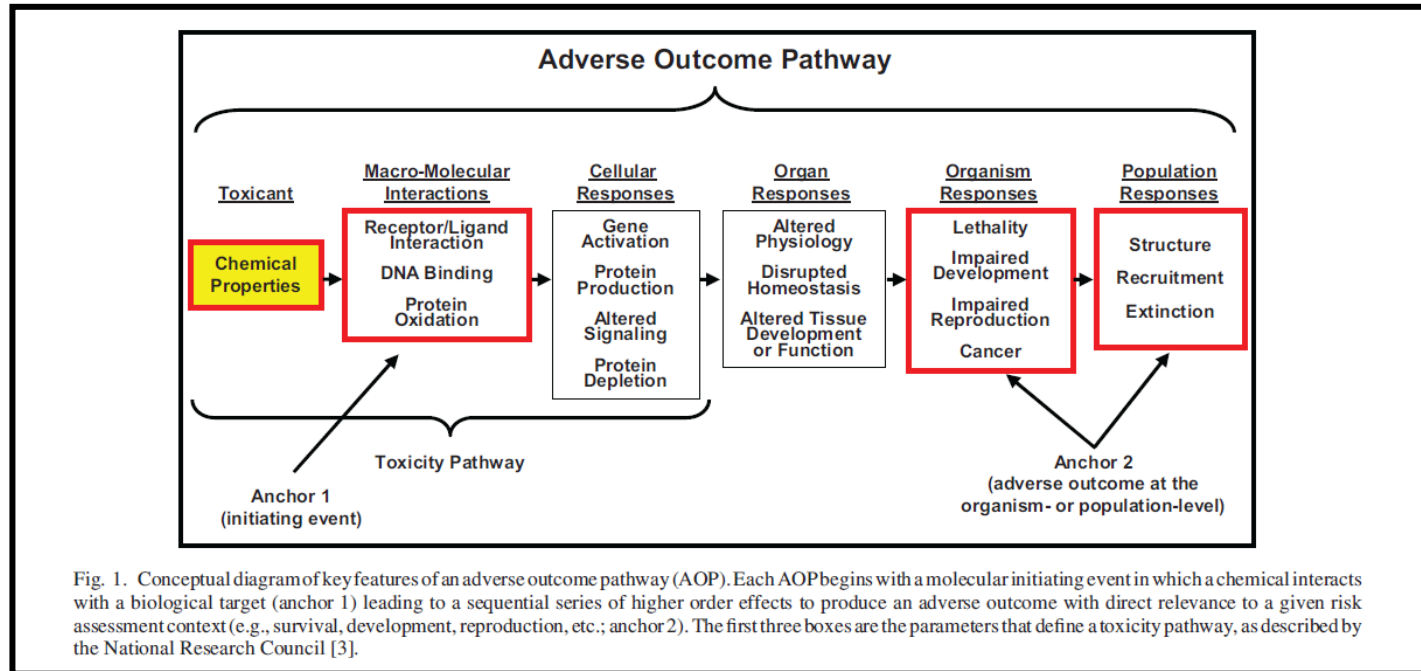 Adverse Outcome Pathway
Toxicant
Chemical
Properties
Macro-Molecular
Interactions
Receptor/Ligand
Interaction
DNA Binding
Protein
Oxidation
Cellular
Responses
Gene
Activation
Protein
Production
Altered
Signaling
Protein
Depletion
Organ
Responses
Altered
Physiology
Disrupted
Homeostasis
Altered Tissue
Development
or Function
Organism
Responses
Lethality
Impaired
Development
Impaired
Reproduction
Cancer
Population
Responses
Structure
Recruitment
Extinction
Toxicity Pathway
Anchor 1
(initiating event)
Anchor 2
(adverse outcome at the
organism- or population-level)
Fig. 1. Conceptual diagram of key features of an adverse outcome pathway (AOP). Each AOP begins with a molecular initiating event in which a chemical interacts
with a biological target (anchor 1) leading to a sequential series of higher order effects to produce an adverse outcome with direct relevance to a given risk
assessment context (e.g., survival, development, reproduction, etc.; anchor 2). The first three boxes are the parameters that define a toxicity pathway, as described by
the National Research Council [3].